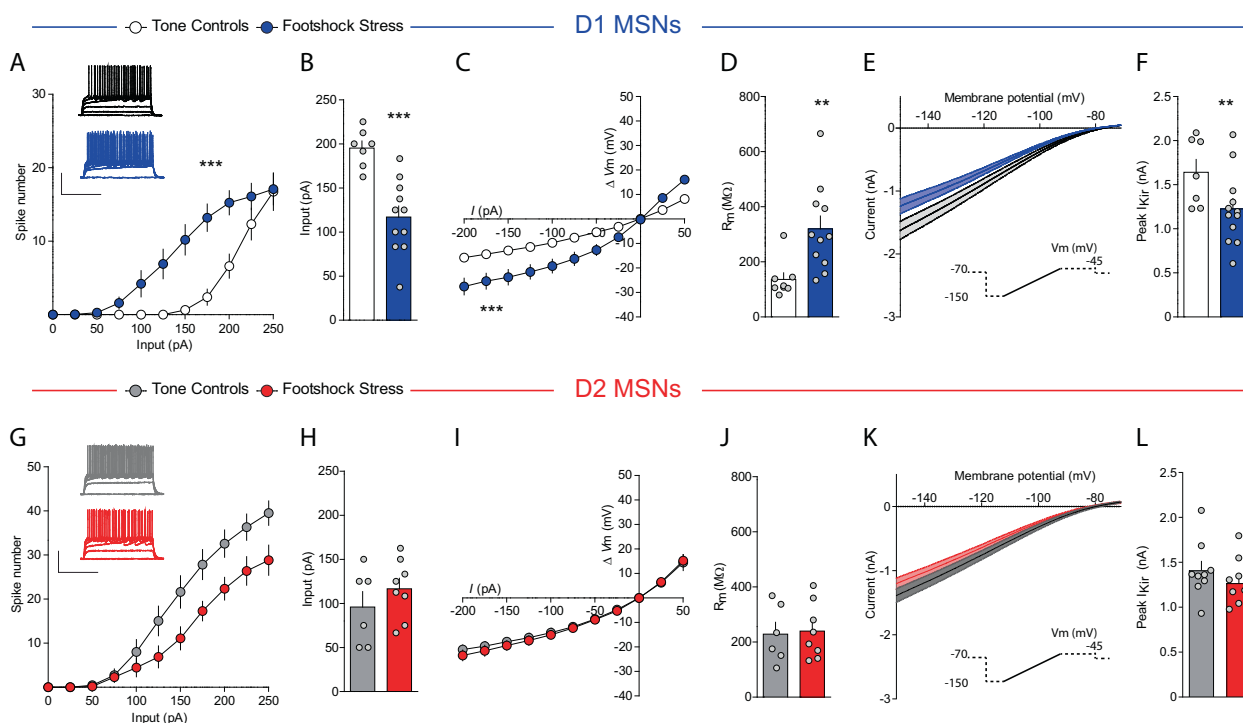 Tone Controls Footshock Stress D1 MSNs
A B C D E F
30
20
10
Spike number
***
0 50 100 150 200 250
Input (pA)
250
200
150
100
50
0
Input (pA)
***
50
40
30
20
10
-10
-20
-30
-40
Δ Vm (mV)
I (pA)
-200 -150 -100 -50 50
***
800
600
400
200
0
Rm (MΩ)
**
Membrane potential (mV)
-140 -120 -100 -80
-1
-2
-3
Current (nA)
Vm
-70 -45
-150
2.5
2.0
1.5
1.0
0.5
0
Peak IKir (nA)
**
Tone Controls Footshock Stress D2 MSNs
G H I J K L
50
40
30
20
10
0
Spike number
0 50 100 150 200 250
Input (pA)
250
200
150
100
50
0
Input (pA)
50
40
30
20
10
-10
-20
-30
-40
Δ Vm (mV)
I (pA)
-200 -150 -100 -50 50
800
600
400
200
0
Rm (MΩ)
Membrane potential (mV)
-140 -120 -100 -80
-1
-2
-3
Current (nA)
Vm
-70 -45
-150
2.5
2.0
1.5
1.0
0.5
0
Peak IKir (nA)